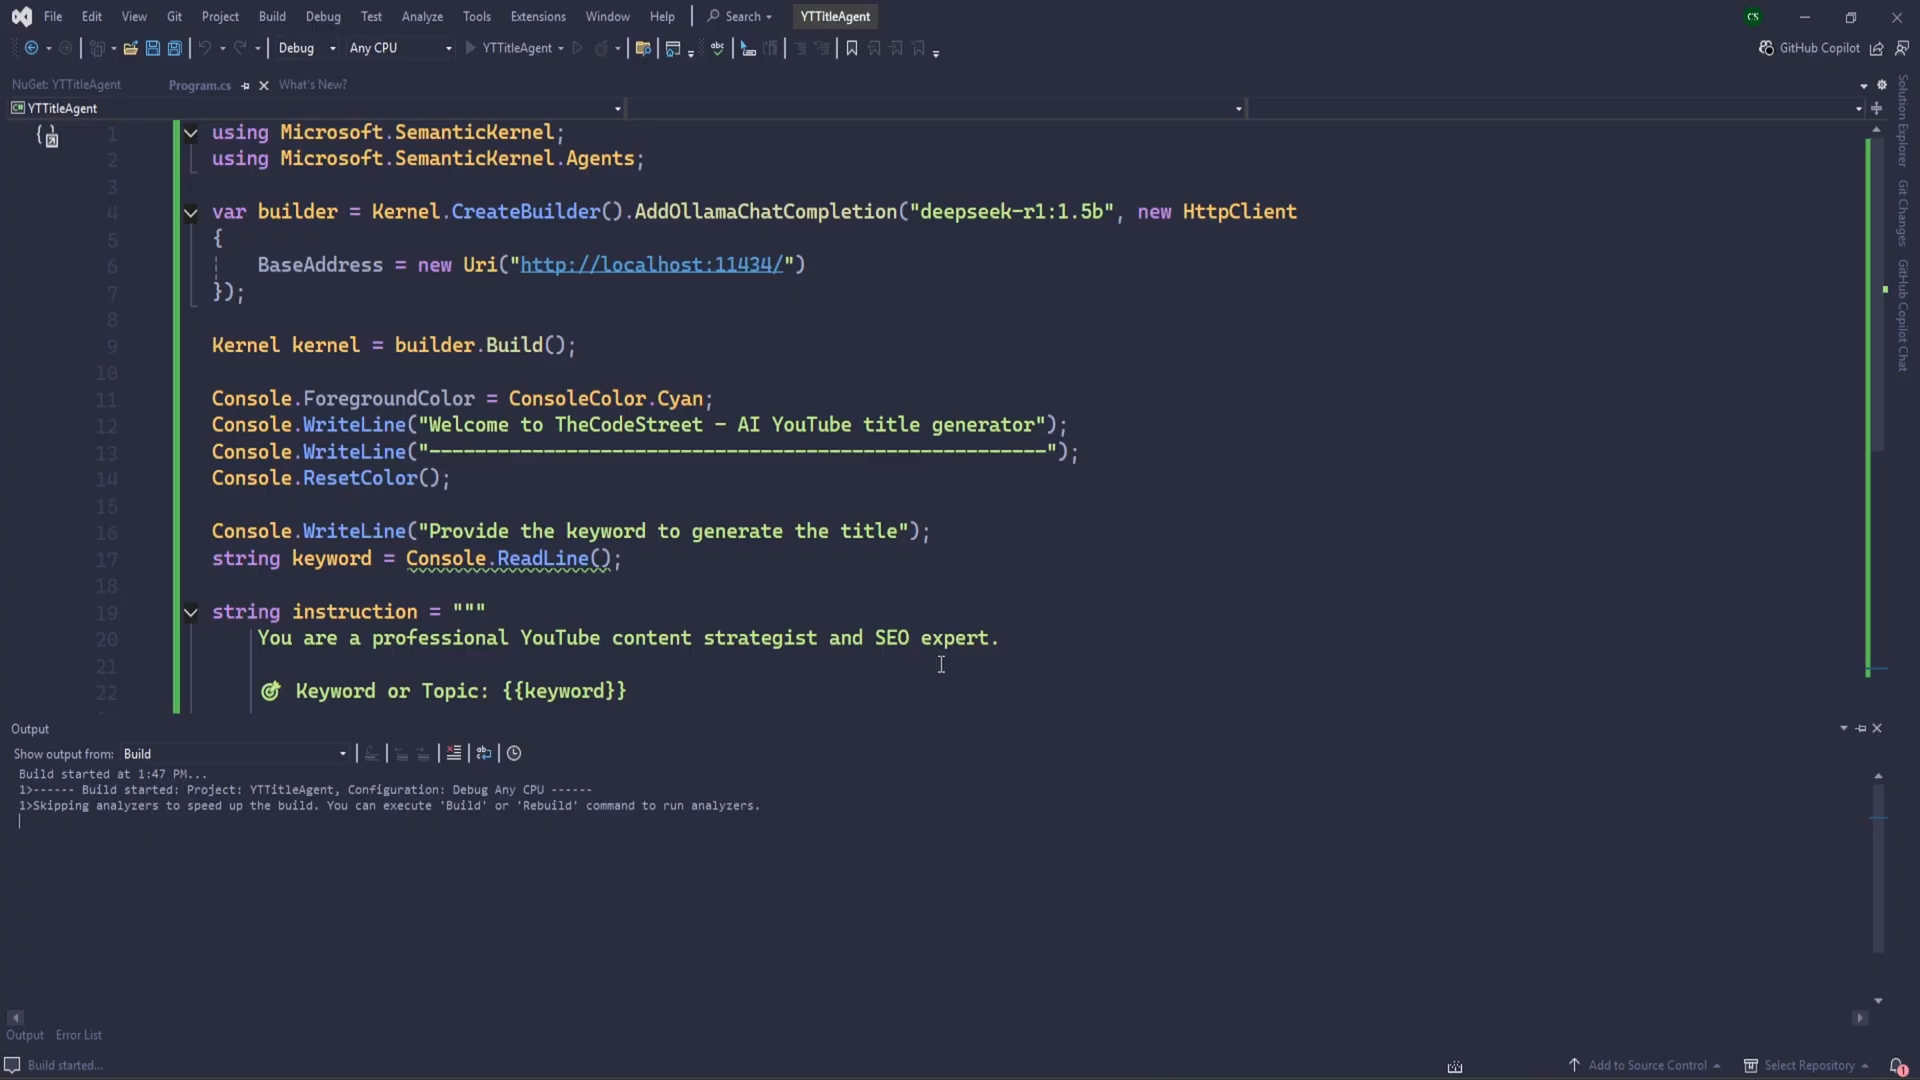 File Edit View Git Project Build Debug Test Analyze Tools Extensions Window Help Search YTTitleAgent CS
Debug Any CPU YTTitleAgent GitHub Copilot
NuGet: YTTitleAgent Program.cs What's New?
YTTitleAgent
1 using Microsoft.SemanticKernel;
2 using Microsoft.SemanticKernel.Agents;
3
4 var builder = Kernel.CreateBuilder().AddOllamaChatCompletion("deepseek-r1:1.5b", new HttpClient
5 {
6 BaseAddress = new Uri("http://localhost:11434/")
7 });
8
9 Kernel kernel = builder.Build();
10
11 Console.ForegroundColor = ConsoleColor.Cyan;
12 Console.WriteLine("Welcome to TheCodeStreet - AI YouTube title generator");
13 Console.WriteLine("------------------------------------------------------");
14 Console.ResetColor();
15
16 Console.WriteLine("Provide the keyword to generate the title");
17 string keyword = Console.ReadLine();
18
19 string instruction = """
20 You are a professional YouTube content strategist and SEO expert.
21
22 🎯 Keyword or Topic: {{keyword}}
Solution Explorer
Git Changes
GitHub Copilot Chat
Output
Show output from: Build
Build started at 1:47 PM...
1>------ Build started: Project: YTTitleAgent, Configuration: Debug Any CPU ------
1>Skipping analyzers to speed up the build. You can execute 'Build' or 'Rebuild' command to run analyzers.
Output Error List
Build started... Add to Source Control Select Repository 1